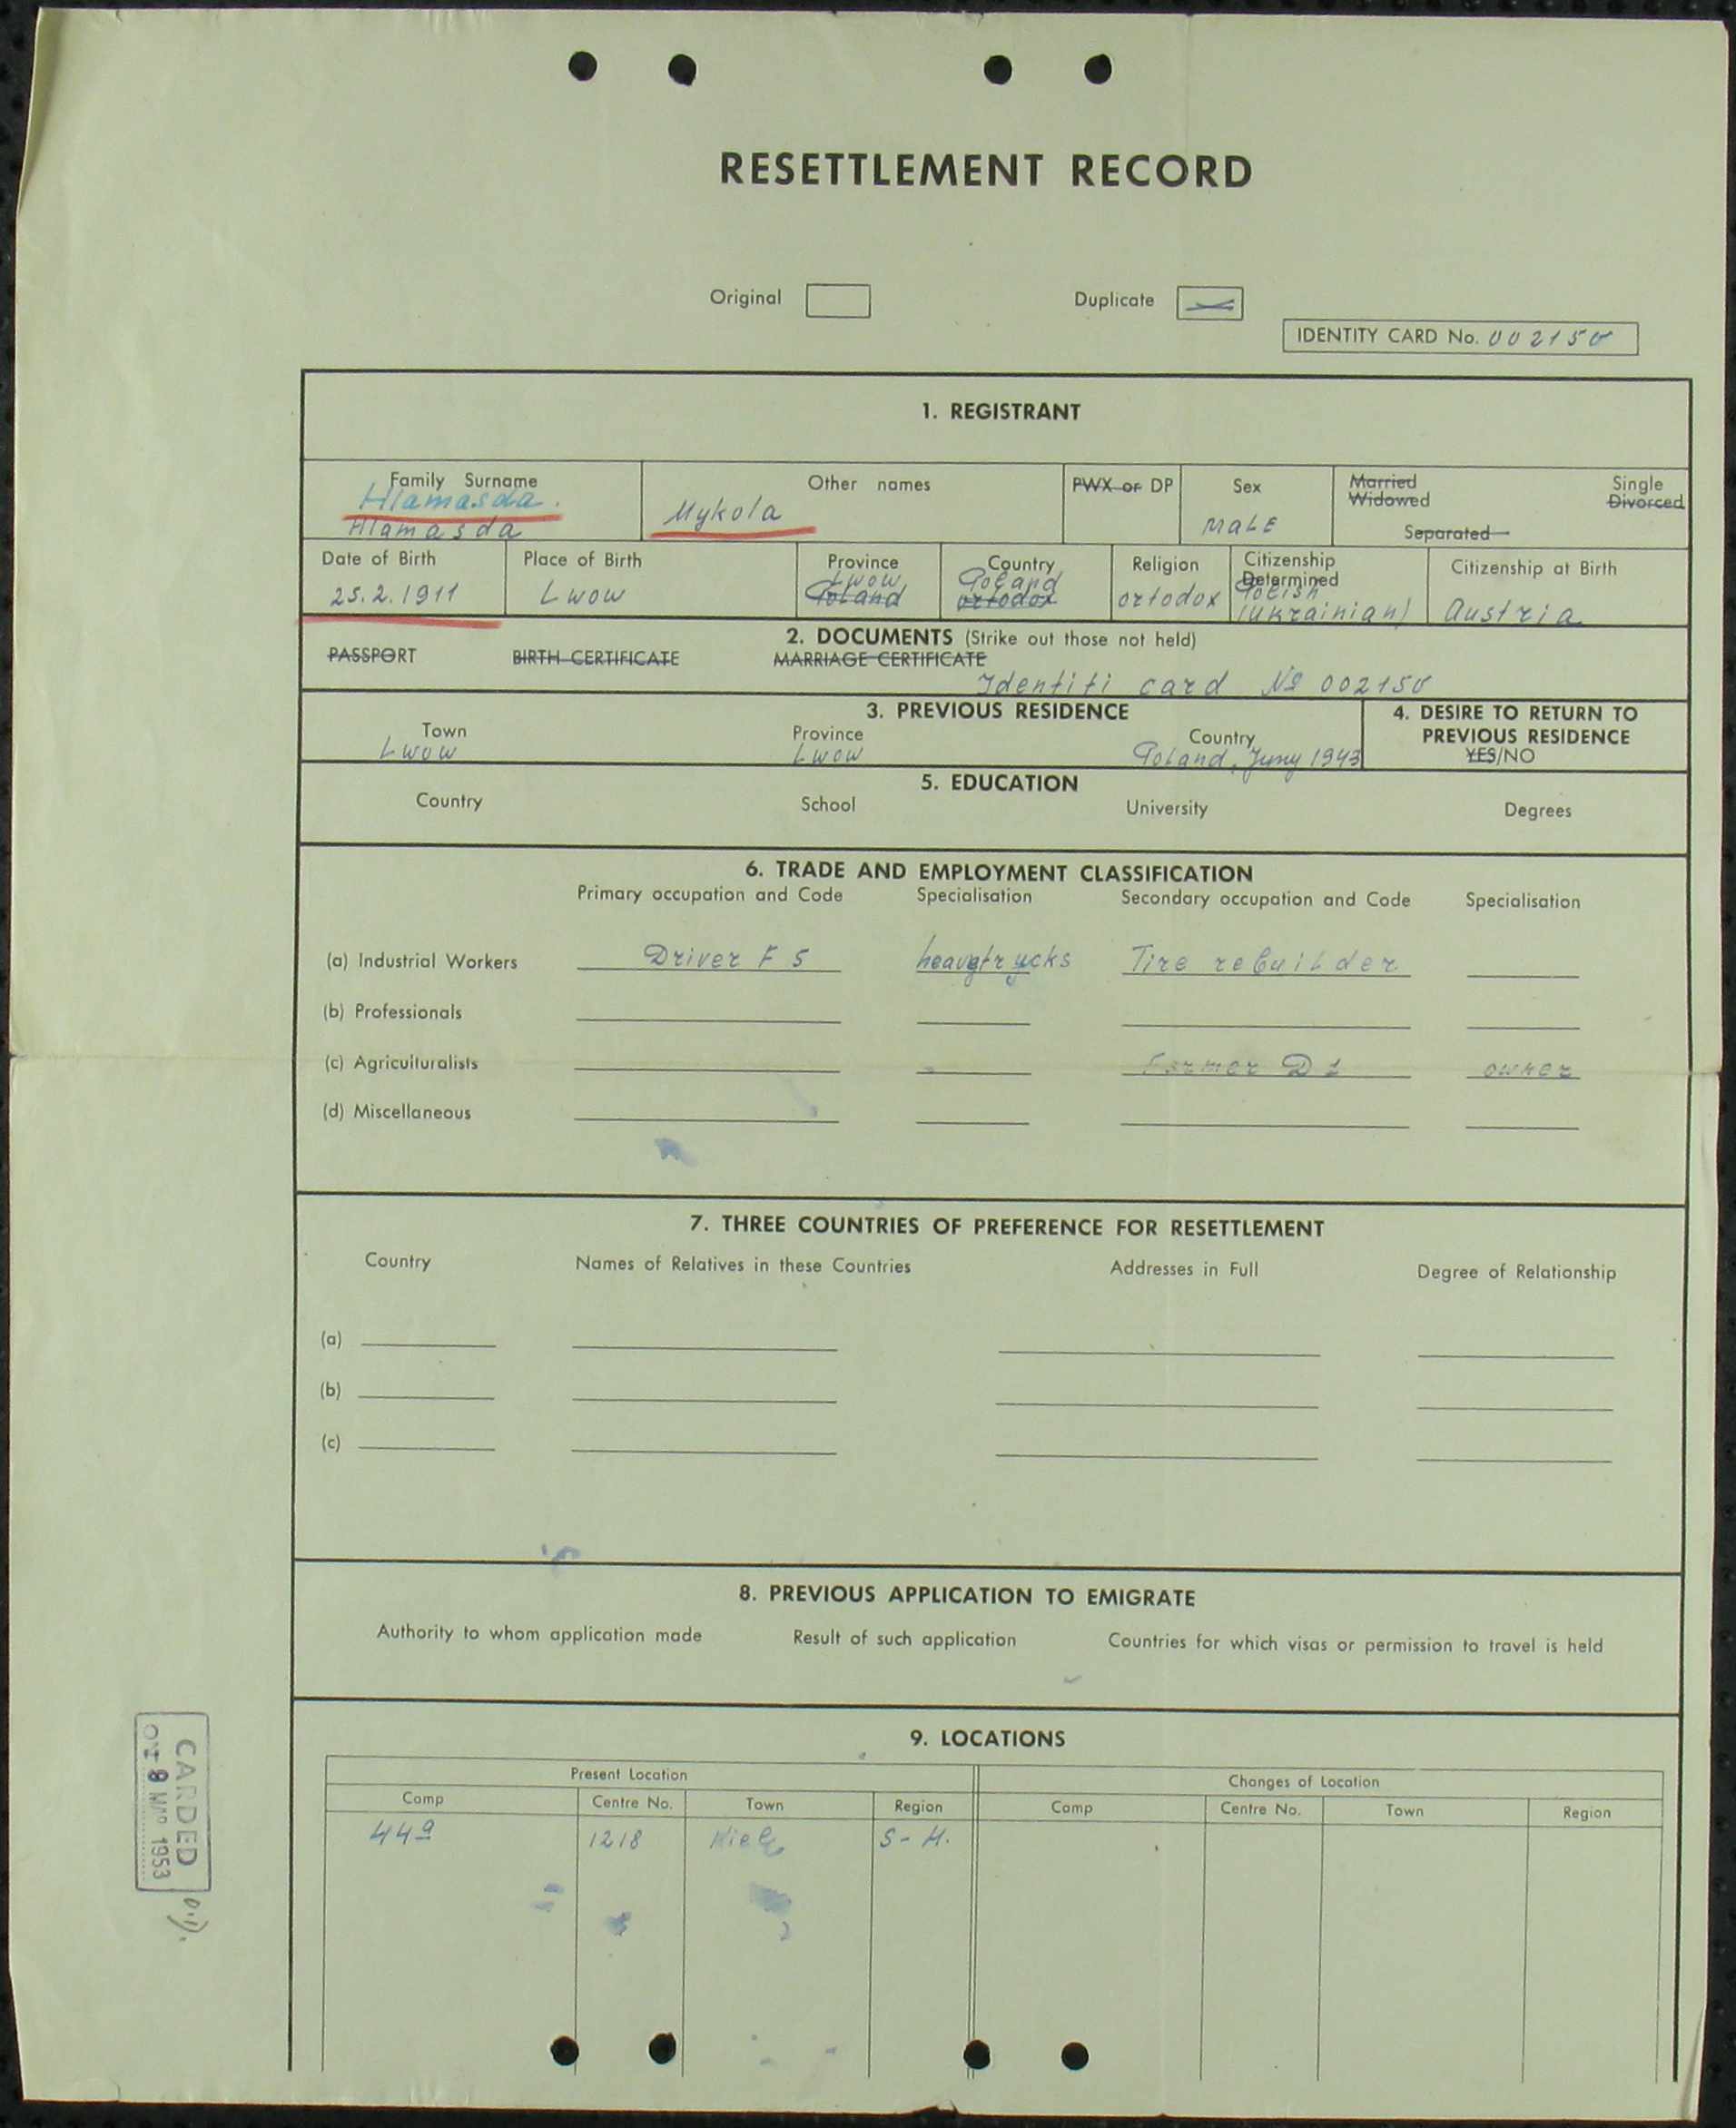 RESETTLEMENT RECORD
Original Duplicate
IDENTITY CARD No. 002150
1. REGISTRANT
Family Surname Other names PWX or DP Sex Married Single
Widowed Divorced
Separated
Hlamasda.
Hlamasda Mykola Male
Date of Birth Place of Birth Province Country Religion Citizenship Determined Citizenship at Birth
Lwow Poland Polish
25.2.1911 Lwow Poland ortodox ortodox (Ukrainian) Austria
2. DOCUMENTS (Strike out those not held)
PASSPORT BIRTH CERTIFICATE MARRIAGE CERTIFICATE
Identiti card № 002150
3. PREVIOUS RESIDENCE 4. DESIRE TO RETURN TO
PREVIOUS RESIDENCE
YES/NO
Town Province Country
Lwow Lwow Poland, Juny 1943
5. EDUCATION
Country School University Degrees
6. TRADE AND EMPLOYMENT CLASSIFICATION
Primary occupation and Code Specialisation Secondary occupation and Code Specialisation
(a) Industrial Workers Driver F 5 heavytrucks Tire rebuilder
(b) Professionals
(c) Agriculturalists Farmer D 1 owner
(d) Miscellaneous
7. THREE COUNTRIES OF PREFERENCE FOR RESETTLEMENT
Country Names of Relatives in these Countries Addresses in Full Degree of Relationship
(a)
(b)
(c)
8. PREVIOUS APPLICATION TO EMIGRATE
Authority to whom application made Result of such application Countries for which visas or permission to travel is held
9. LOCATIONS
Present Location Changes of Location
Camp Centre No. Town Region Camp Centre No. Town Region
44a 1218 Kiel S-H.
CARDED
8 MAR 1953